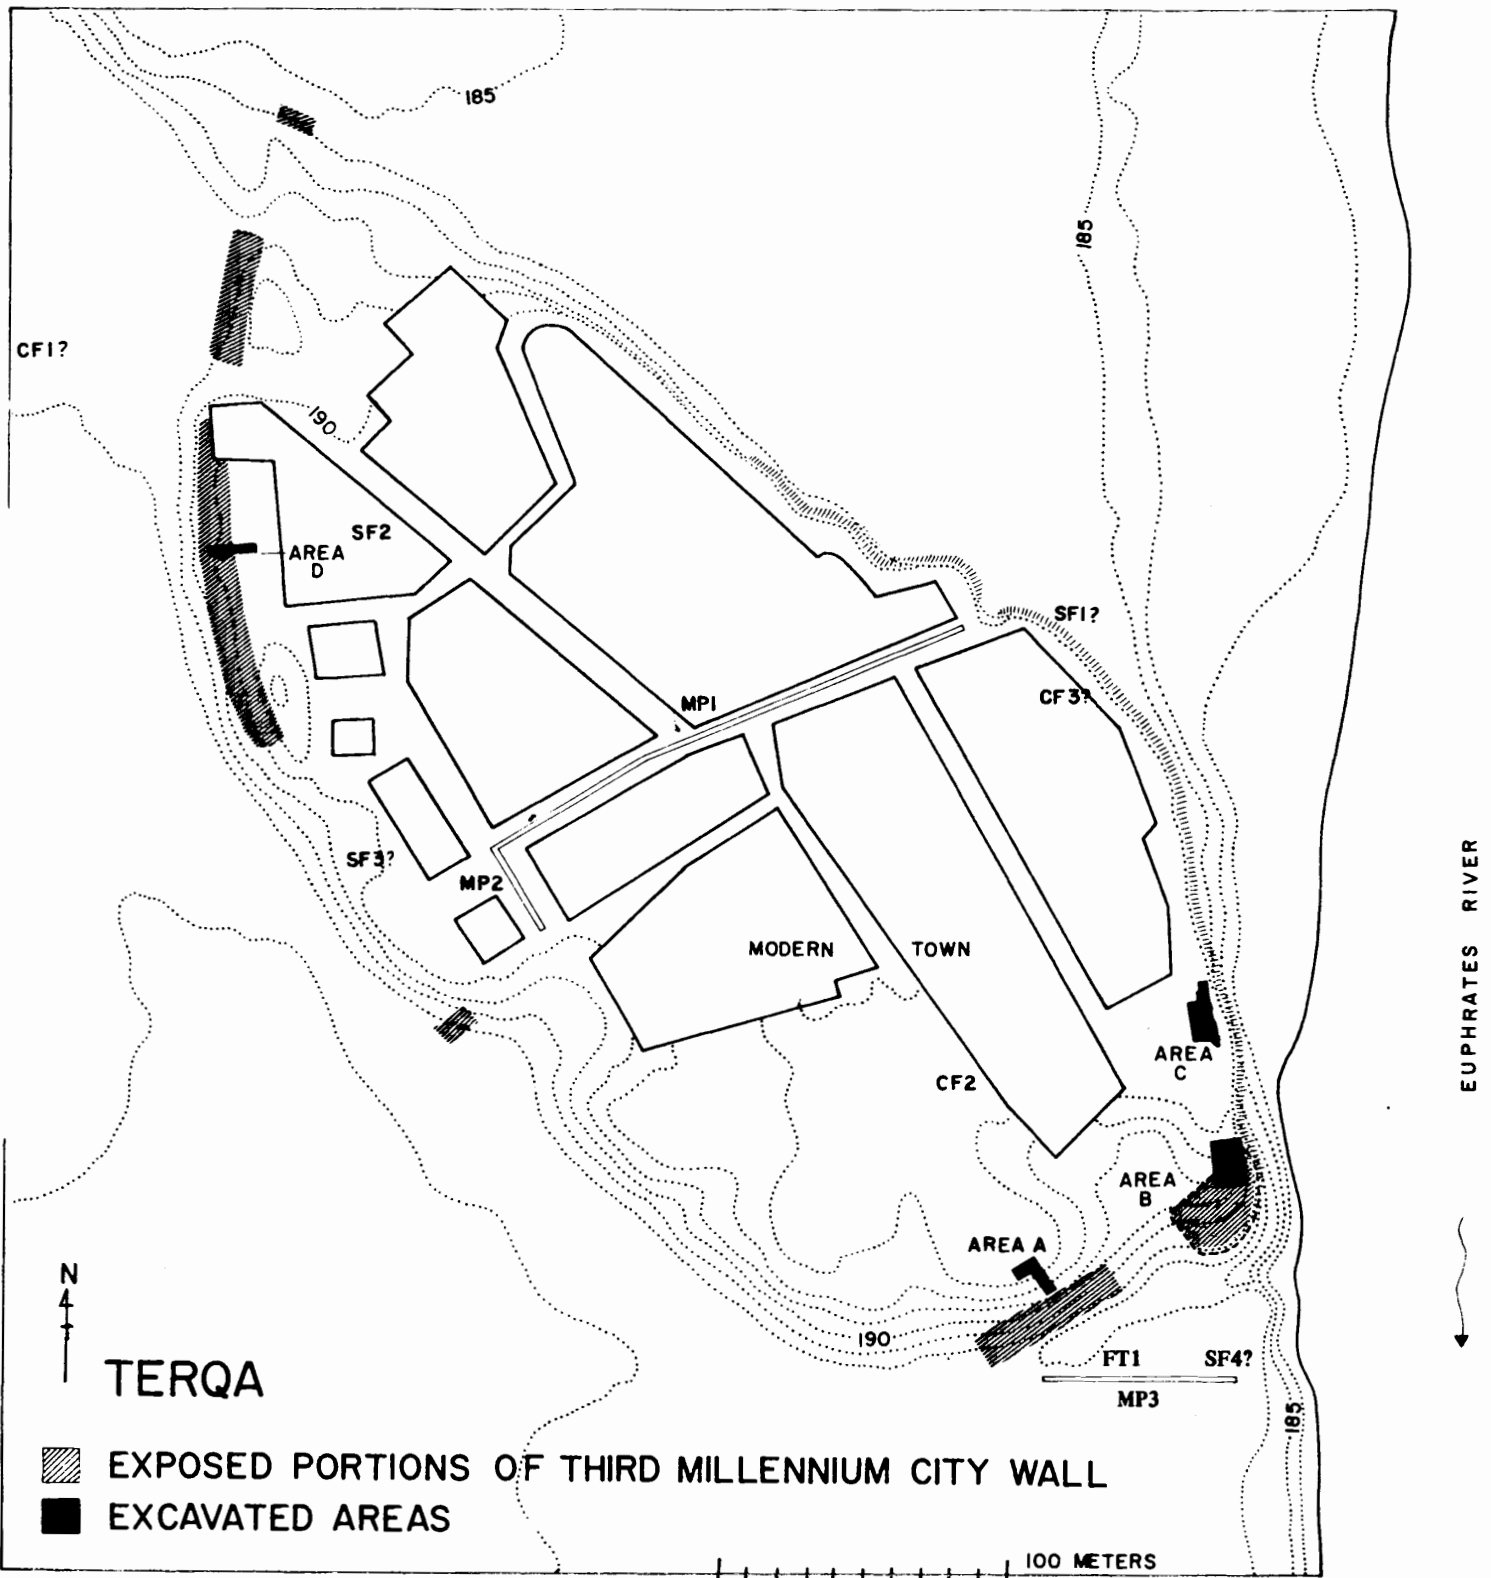 185
185
CF1?
190
SF2
AREA
D
SF1?
MP1
CF3?
SF3?
MP2
MODERN TOWN
EUPHRATES RIVER
AREA
C
CF2
AREA
B
AREA A
N
190
FT1 SF4?
MP3
TERQA
185
EXPOSED PORTIONS OF THIRD MILLENNIUM CITY WALL
EXCAVATED AREAS
100 METERS